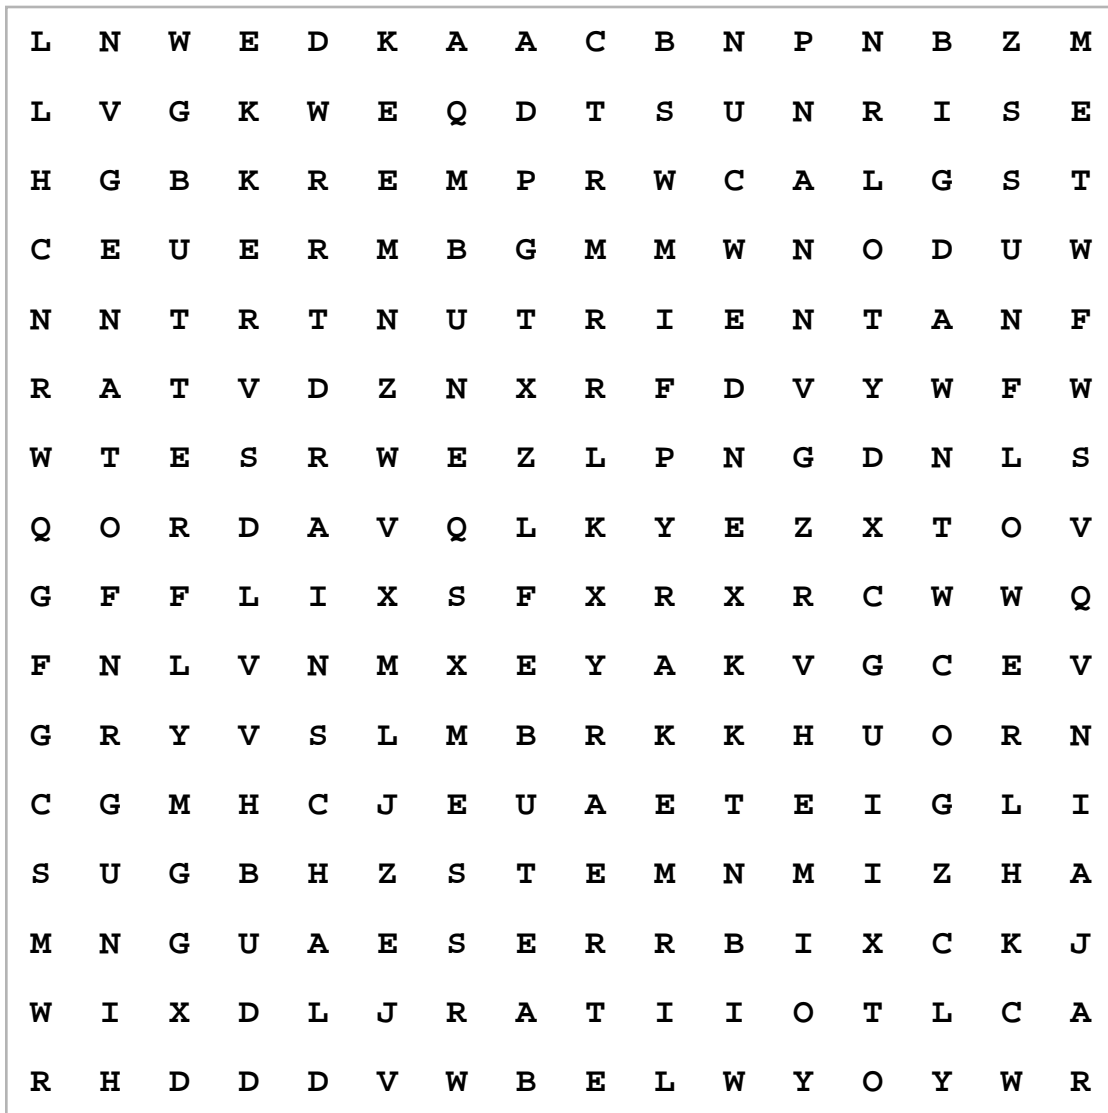 L N W E D K A A C B N P N B Z M
L V G K W E Q D T S U N R I S E
H G B K R E M P R W C A L G S T
C E U E R M B G M M W N O D U W
N N T R T N U T R I E N T A N F
R A T V D Z N X R F D V Y W F W
W T E S R W E Z L P N G D N L S
Q O R D A V Q L K Y E Z X T O V
G F F L I X S F X R X R C W W Q
F N L V N M X E Y A K V G C E V
G R Y V S L M B R K K H U O R N
C G M H C J E U A E T E I G L I
S U G B H Z S T E M N M I Z H A
M N G U A E S E R R B I X C K J
W I X D L J R A T I I O T L C A
R H D D D V W B E L W Y O Y W R